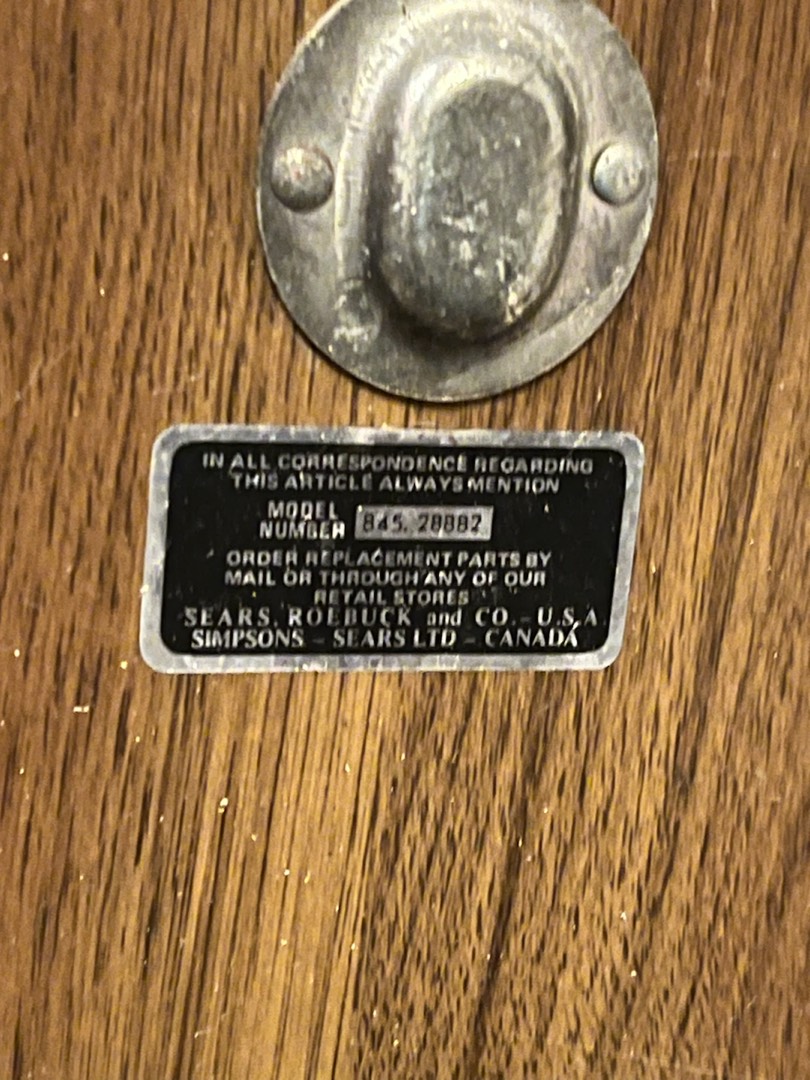 IN ALL CORRESPONDENCE REGARDING
THIS ARTICLE ALWAYS MENTION
MODEL
NUMBER 845. 28882
ORDER REPLACEMENT PARTS BY
MAIL OR THROUGH ANY OF OUR
RETAIL STORES
SEARS, ROEBUCK and CO. – U.S.A.
SIMPSONS – SEARS LTD – CANADA